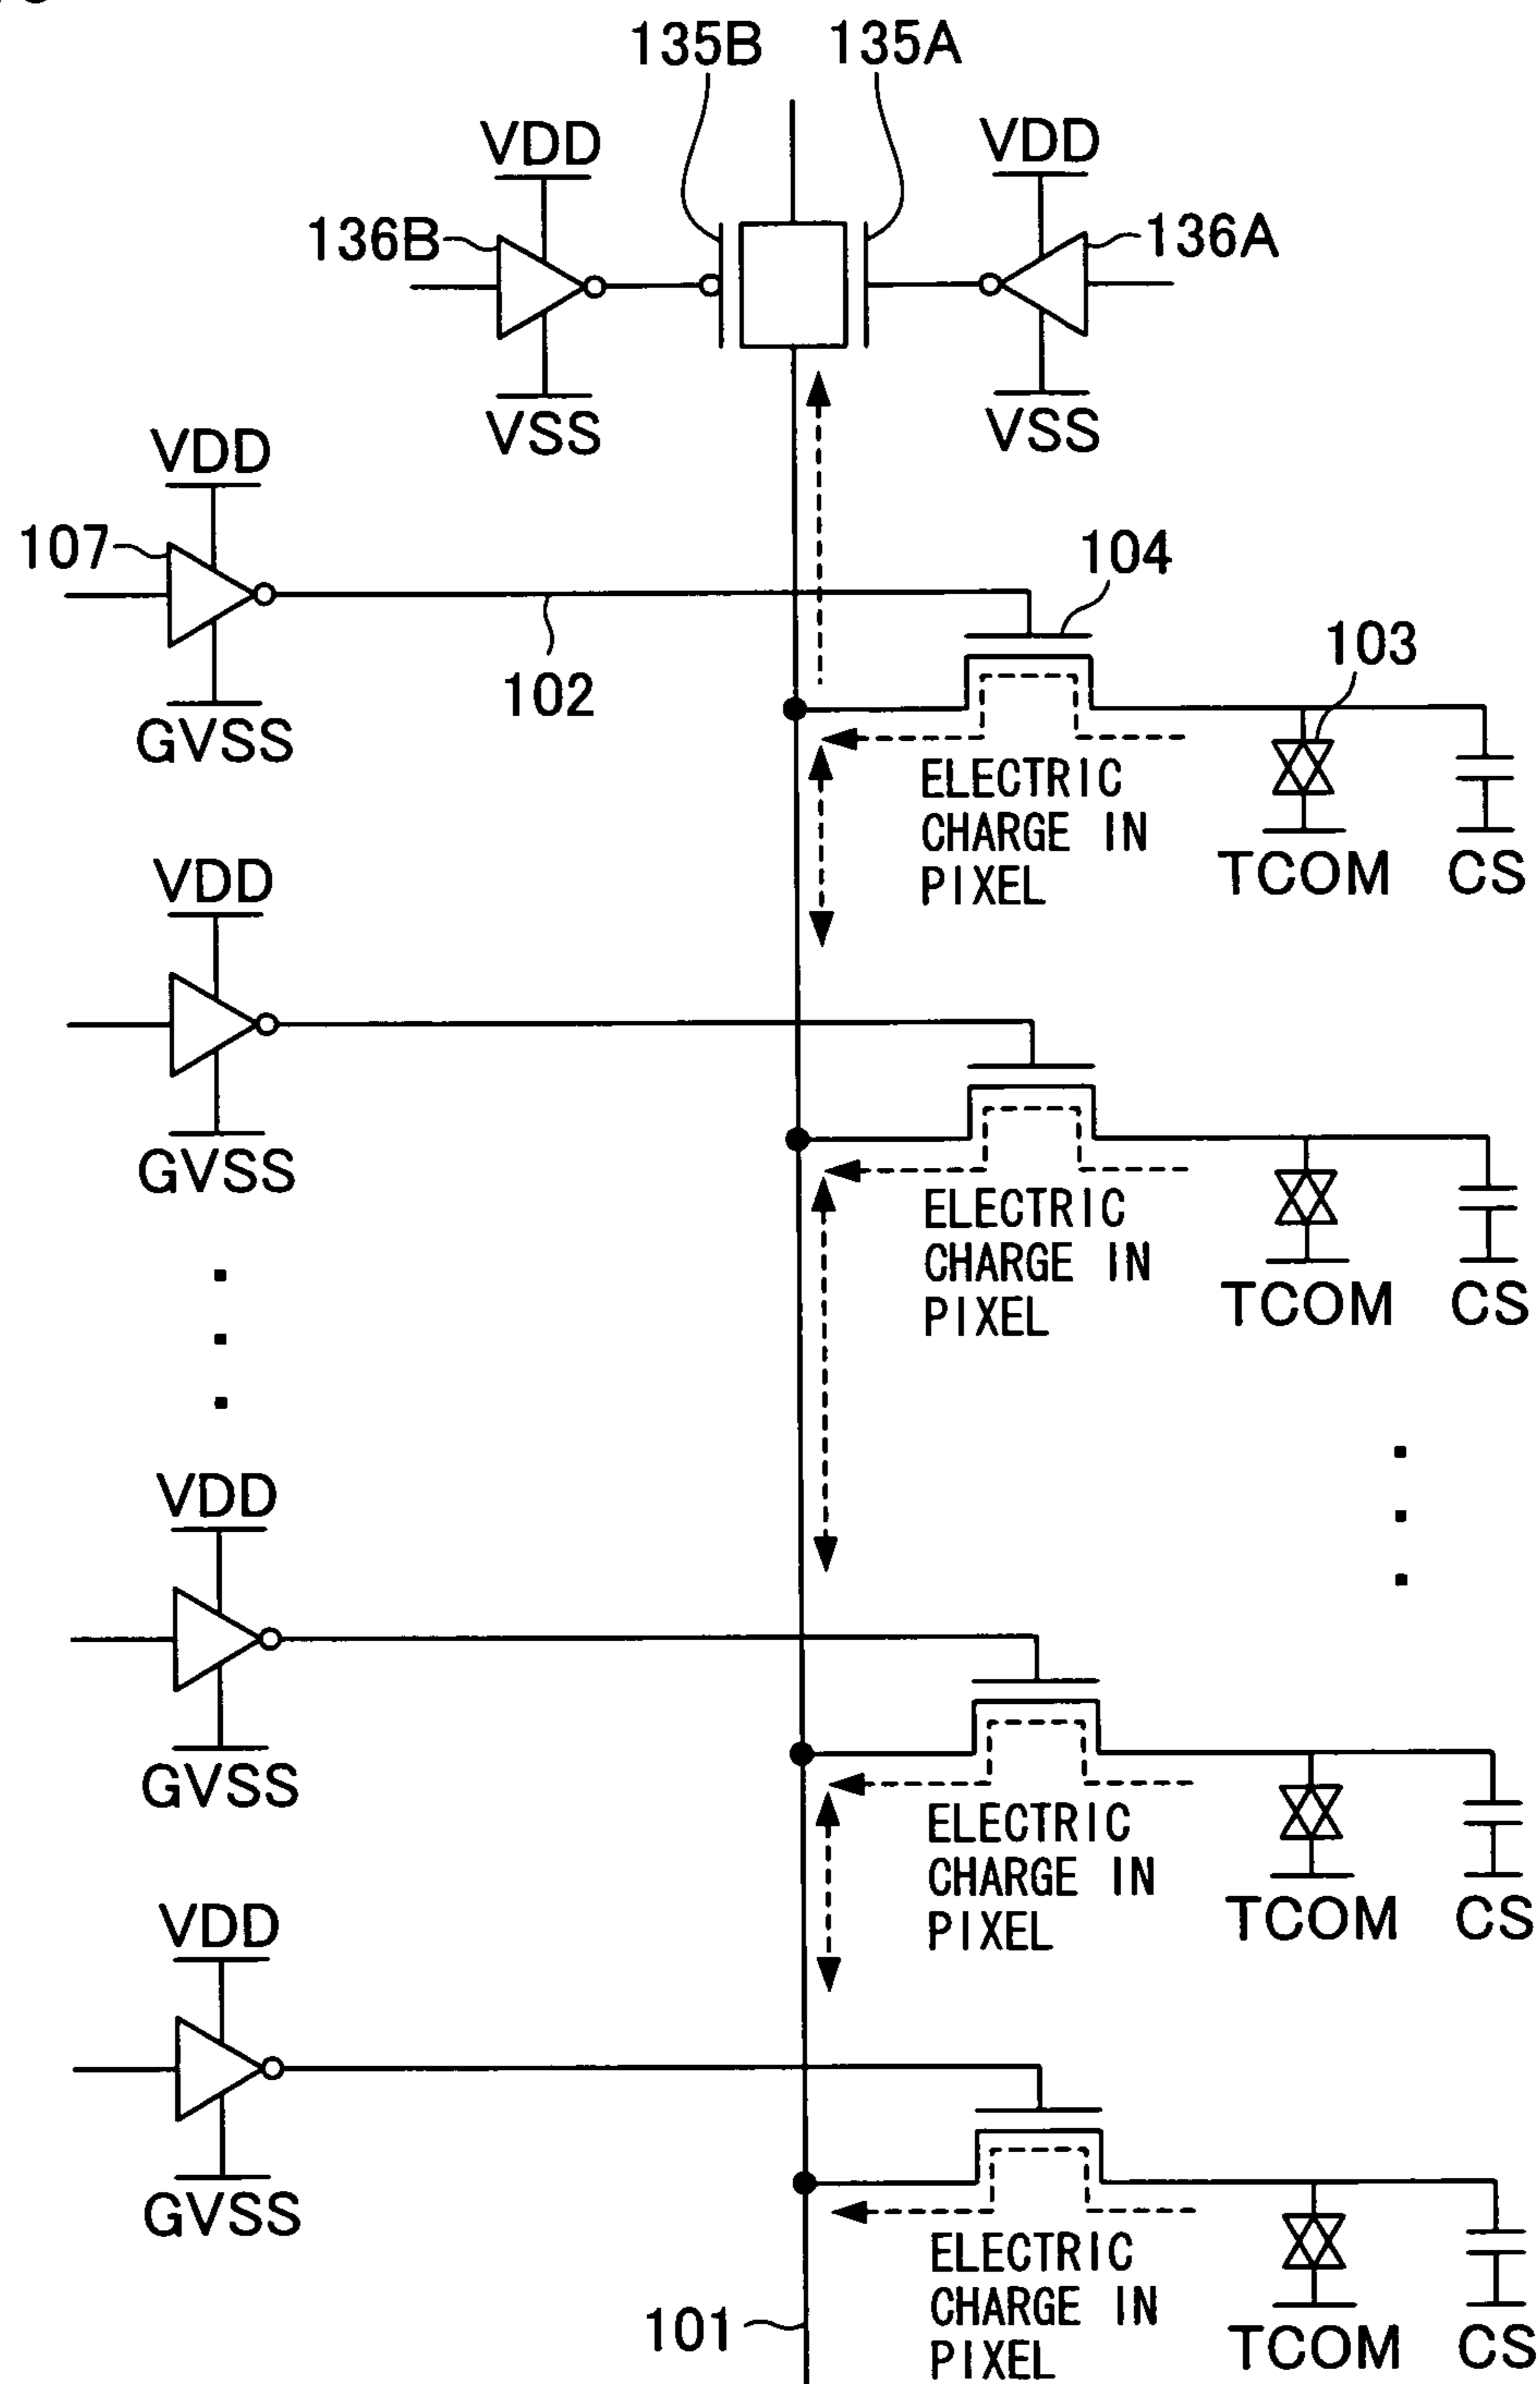 135B 135A
VDD VDD
136B 136A
VSS VSS
VDD
107
104
103
102
GVSS
ELECTRIC
CHARGE IN
PIXEL
TCOM CS
VDD
GVSS
ELECTRIC
CHARGE IN
PIXEL
TCOM CS
VDD
GVSS
ELECTRIC
CHARGE IN
PIXEL
TCOM CS
VDD
GVSS
ELECTRIC
CHARGE IN
PIXEL
101
TCOM CS